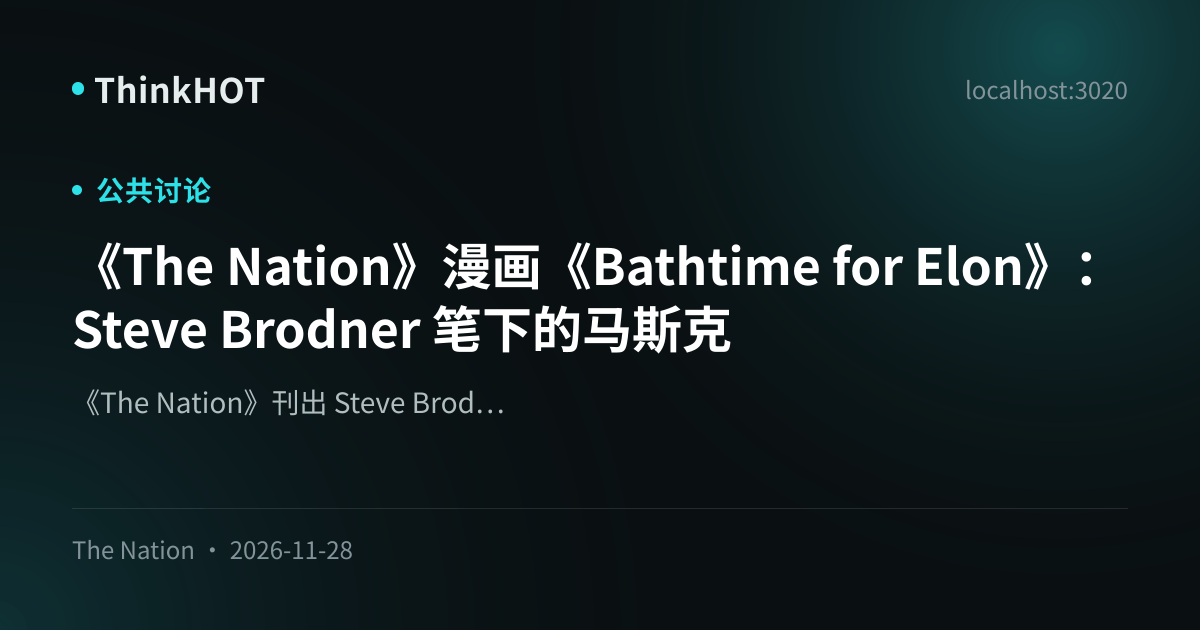 ThinkHOT
localhost:3020
公共讨论
《The Nation》漫画《Bathtime for Elon》：
Steve Brodner 笔下的马斯克
《The Nation》刊出 Steve Brod…
The Nation · 2026-11-28